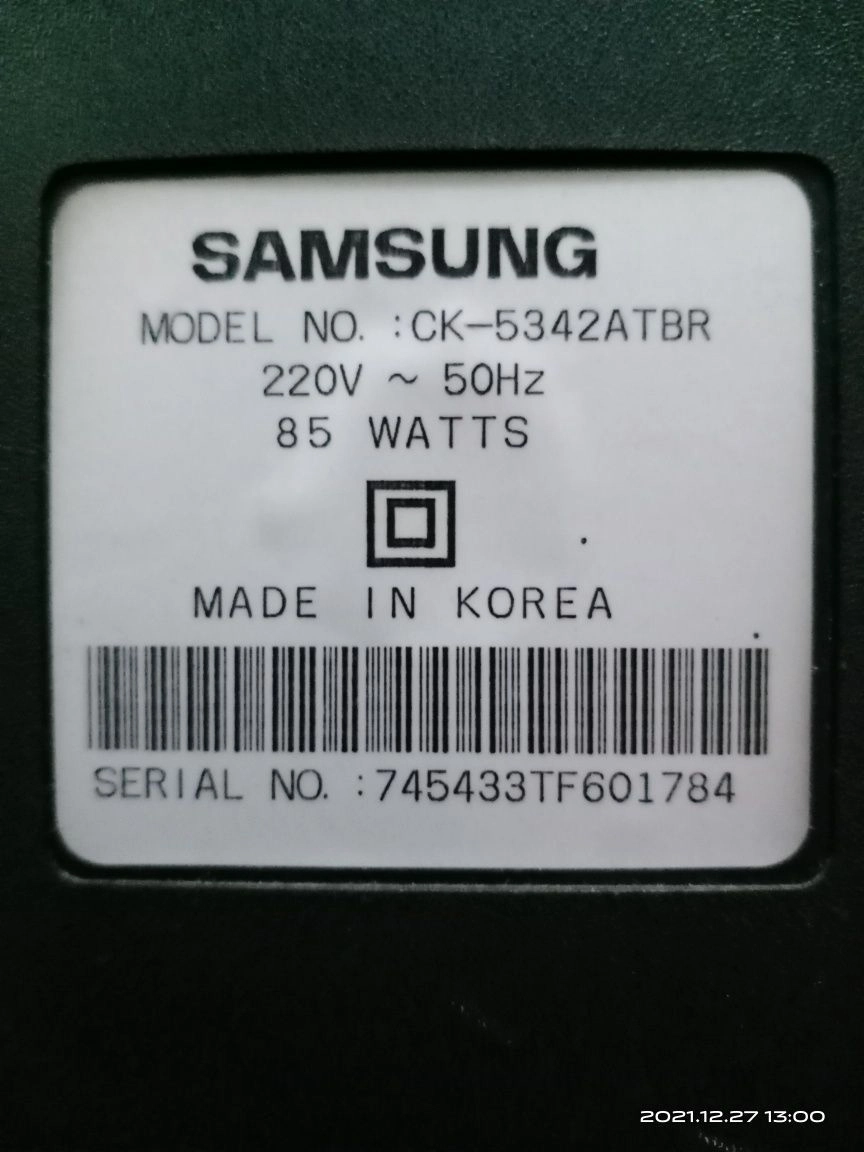 SAMSUNG
MODEL NO. :CK-5342ATBR
220V ~ 50Hz
85 WATTS
MADE IN KOREA
SERIAL NO. :745433TF601784
2021.12.27 13:00